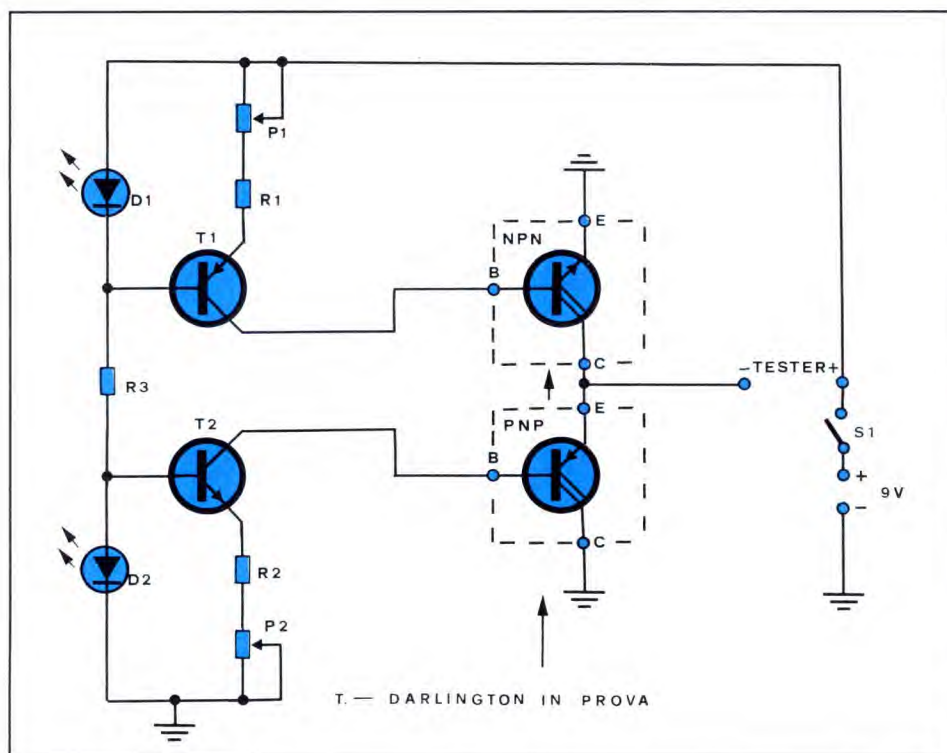 P1
D1
R1
T1
NPN
E
B
C
R3
-TESTER+
T2
PNP
E
B
S1
+
9V
-
C
D2
R2
P2
T. — DARLINGTON IN PROVA